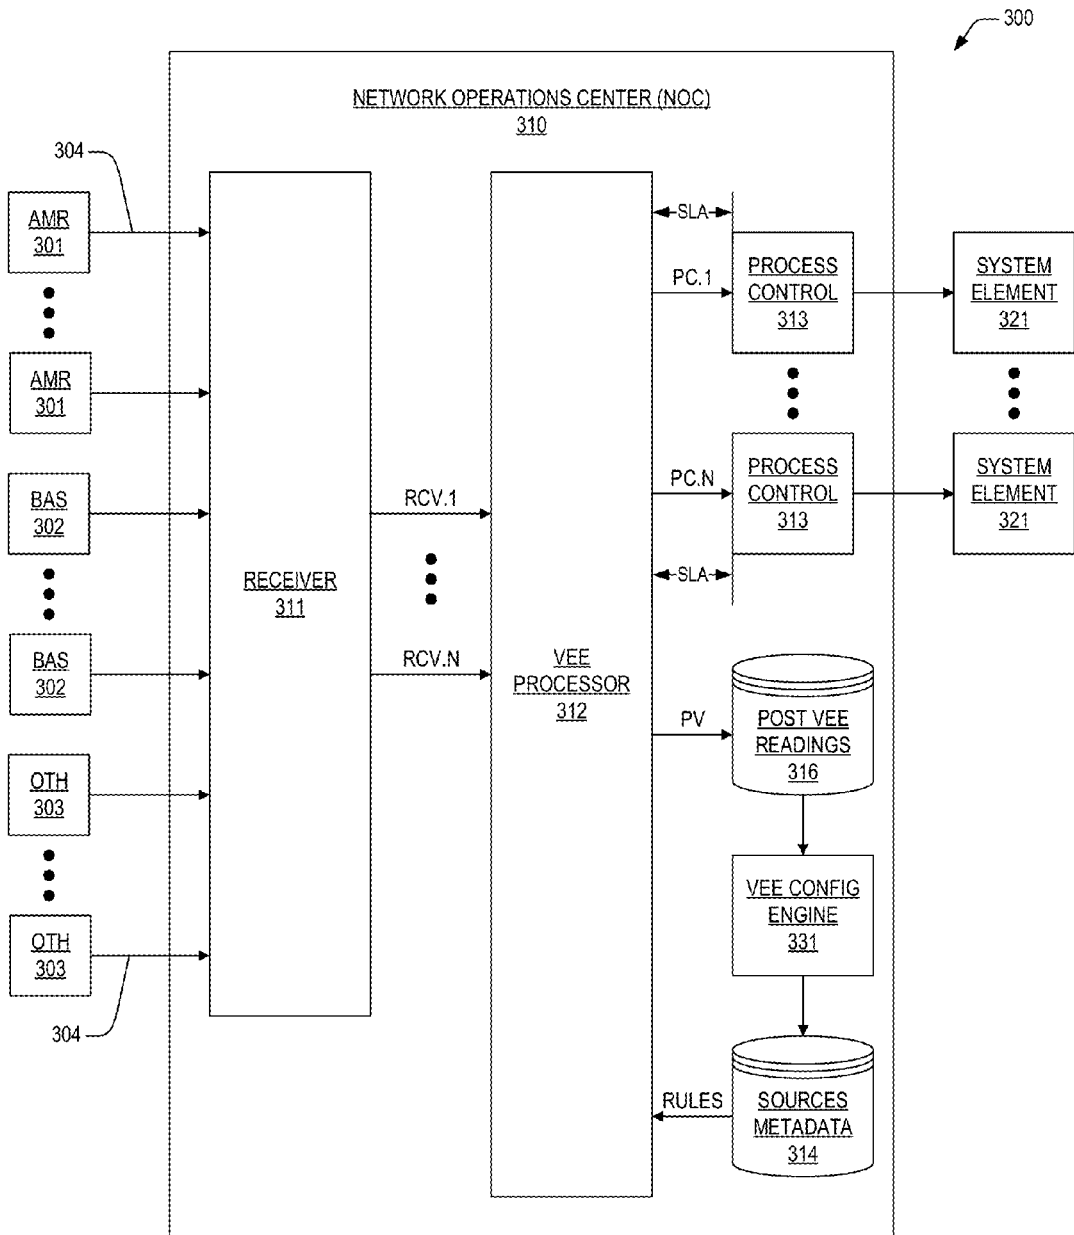 300
NETWORK OPERATIONS CENTER (NOC)
310
304
AMR
301
AMR
301
BAS
302
BAS
302
OTH
303
OTH
303
304
RECEIVER
311
RCV.1
RCV.N
VEE
PROCESSOR
312
SLA
PC.1
PROCESS
CONTROL
313
SYSTEM
ELEMENT
321
PC.N
PROCESS
CONTROL
313
SYSTEM
ELEMENT
321
SLA
PV
POST VEE
READINGS
316
VEE CONFIG
ENGINE
331
RULES
SOURCES
METADATA
314